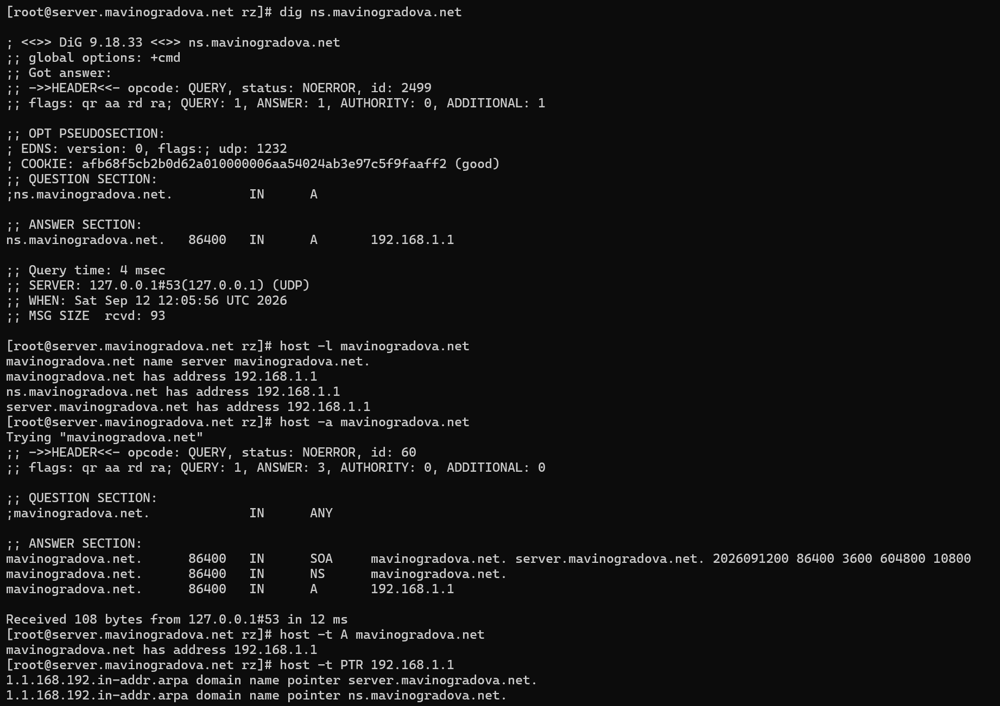 [root@server.mavinogradova.net rz]# dig ns.mavinogradova.net
; <<>> DiG 9.18.33 <<>> ns.mavinogradova.net
;; global options: +cmd
;; Got answer:
;; ->>HEADER<<- opcode: QUERY, status: NOERROR, id: 2499
;; flags: qr aa rd ra; QUERY: 1, ANSWER: 1, AUTHORITY: 0, ADDITIONAL: 1
;; OPT PSEUDOSECTION:
; EDNS: version: 0, flags:; udp: 1232
; COOKIE: afb68f5cb2b0d62a010000006aa54024ab3e97c5f9faaff2 (good)
;; QUESTION SECTION:
;ns.mavinogradova.net. IN A
;; ANSWER SECTION:
ns.mavinogradova.net. 86400 IN A 192.168.1.1
;; Query time: 4 msec
;; SERVER: 127.0.0.1#53(127.0.0.1) (UDP)
;; WHEN: Sat Sep 12 12:05:56 UTC 2026
;; MSG SIZE  rcvd: 93
[root@server.mavinogradova.net rz]# host -l mavinogradova.net
mavinogradova.net name server mavinogradova.net.
mavinogradova.net has address 192.168.1.1
ns.mavinogradova.net has address 192.168.1.1
server.mavinogradova.net has address 192.168.1.1
[root@server.mavinogradova.net rz]# host -a mavinogradova.net
Trying "mavinogradova.net"
;; ->>HEADER<<- opcode: QUERY, status: NOERROR, id: 60
;; flags: qr aa rd ra; QUERY: 1, ANSWER: 3, AUTHORITY: 0, ADDITIONAL: 0
;; QUESTION SECTION:
;mavinogradova.net. IN ANY
;; ANSWER SECTION:
mavinogradova.net. 86400 IN SOA mavinogradova.net. server.mavinogradova.net. 2026091200 86400 3600 604800 10800
mavinogradova.net. 86400 IN NS mavinogradova.net.
mavinogradova.net. 86400 IN A 192.168.1.1
Received 108 bytes from 127.0.0.1#53 in 12 ms
[root@server.mavinogradova.net rz]# host -t A mavinogradova.net
mavinogradova.net has address 192.168.1.1
[root@server.mavinogradova.net rz]# host -t PTR 192.168.1.1
1.1.168.192.in-addr.arpa domain name pointer server.mavinogradova.net.
1.1.168.192.in-addr.arpa domain name pointer ns.mavinogradova.net.